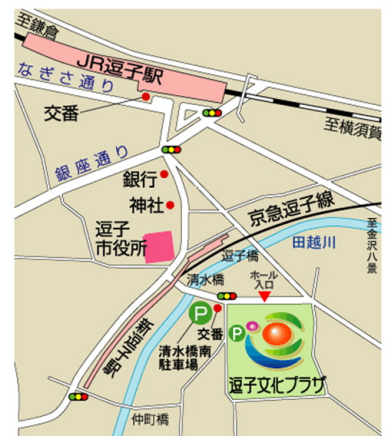 至鎌倉
JR逗子駅
なぎさ通り
交番
至横須賀
銀座通り
銀行
神社
京急逗子線
至金沢八景
逗子
市役所
田越川
逗子橋
清水橋
ホール
入口
新逗子駅
P
交番
清水橋南
駐車場
P
逗子文化プラザ
仲町橋